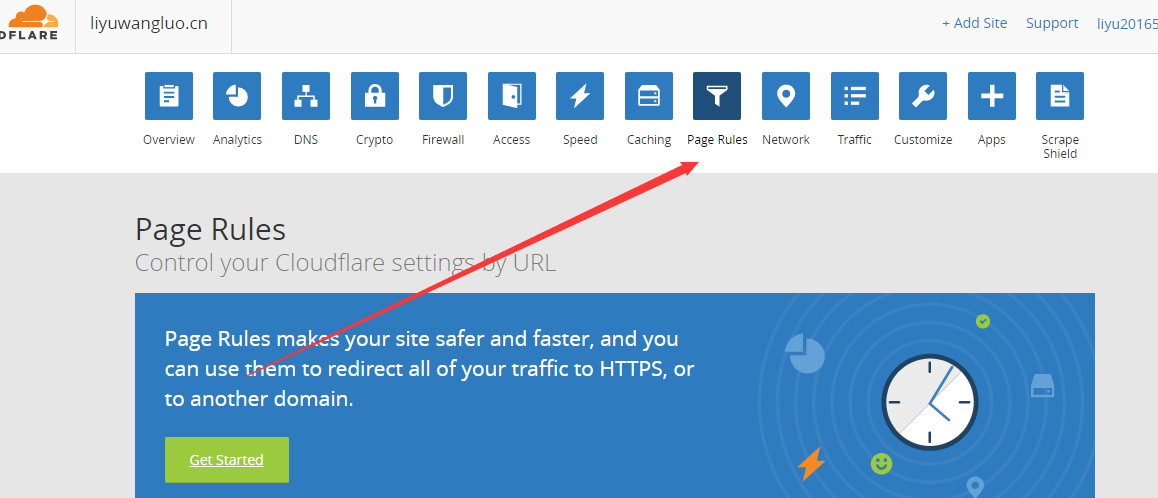 DFLARE
liyuwangluo.cn
+ Add Site
Support
liyu20165
Overview
Analytics
DNS
Crypto
Firewall
Access
Speed
Caching
Page Rules
Network
Traffic
Customize
Apps
Scrape
Shield
Page Rules
Control your Cloudflare settings by URL
Page Rules makes your site safer and faster, and you
can use them to redirect all of your traffic to HTTPS, or
to another domain.
Get Started